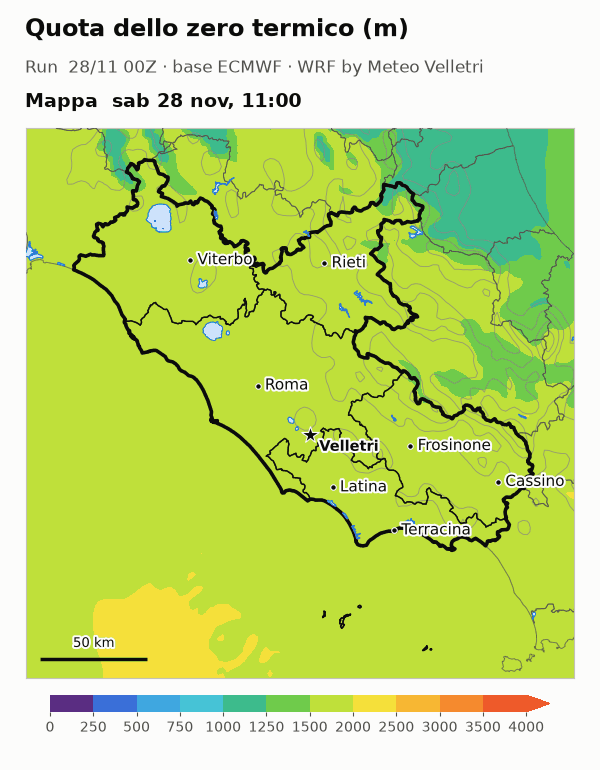 Quota dello zero termico (m)
Run  28/11 00Z · base ECMWF · WRF by Meteo Velletri
Mappa  sab 28 nov, 11:00
Viterbo
Rieti
Roma
Velletri
Frosinone
Cassino
Latina
Terracina
50 km
0 250 500 750 1000 1250 1500 2000 2500 3000 3500 4000